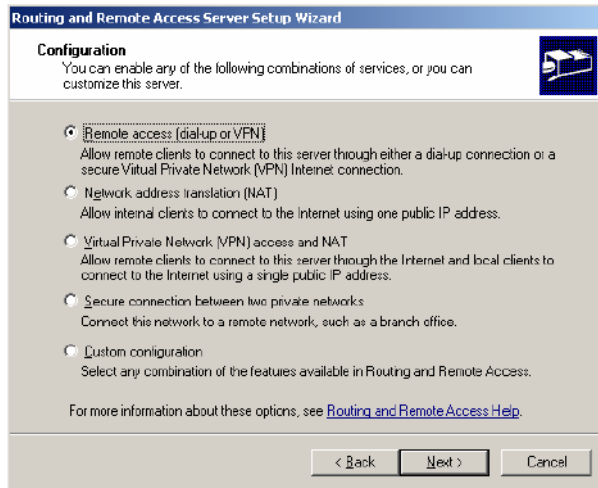 Routing and Remote Access Server Setup Wizard
Configuration
You can enable any of the following combinations of services, or you can
customize this server.
Remote access (dial-up or VPN)
Allow remote clients to connect to this server through either a dial-up connection or a
secure Virtual Private Network (VPN) Internet connection.
Network address translation (NAT)
Allow internal clients to connect to the Internet using one public IP address.
Virtual Private Network (VPN) access and NAT
Allow remote clients to connect to this server through the Internet and local clients to
connect to the Internet using a single public IP address.
Secure connection between two private networks
Connect this network to a remote network, such as a branch office.
Custom configuration
Select any combination of the features available in Routing and Remote Access.
For more information about these options, see Routing and Remote Access Help.
< Back Next > Cancel